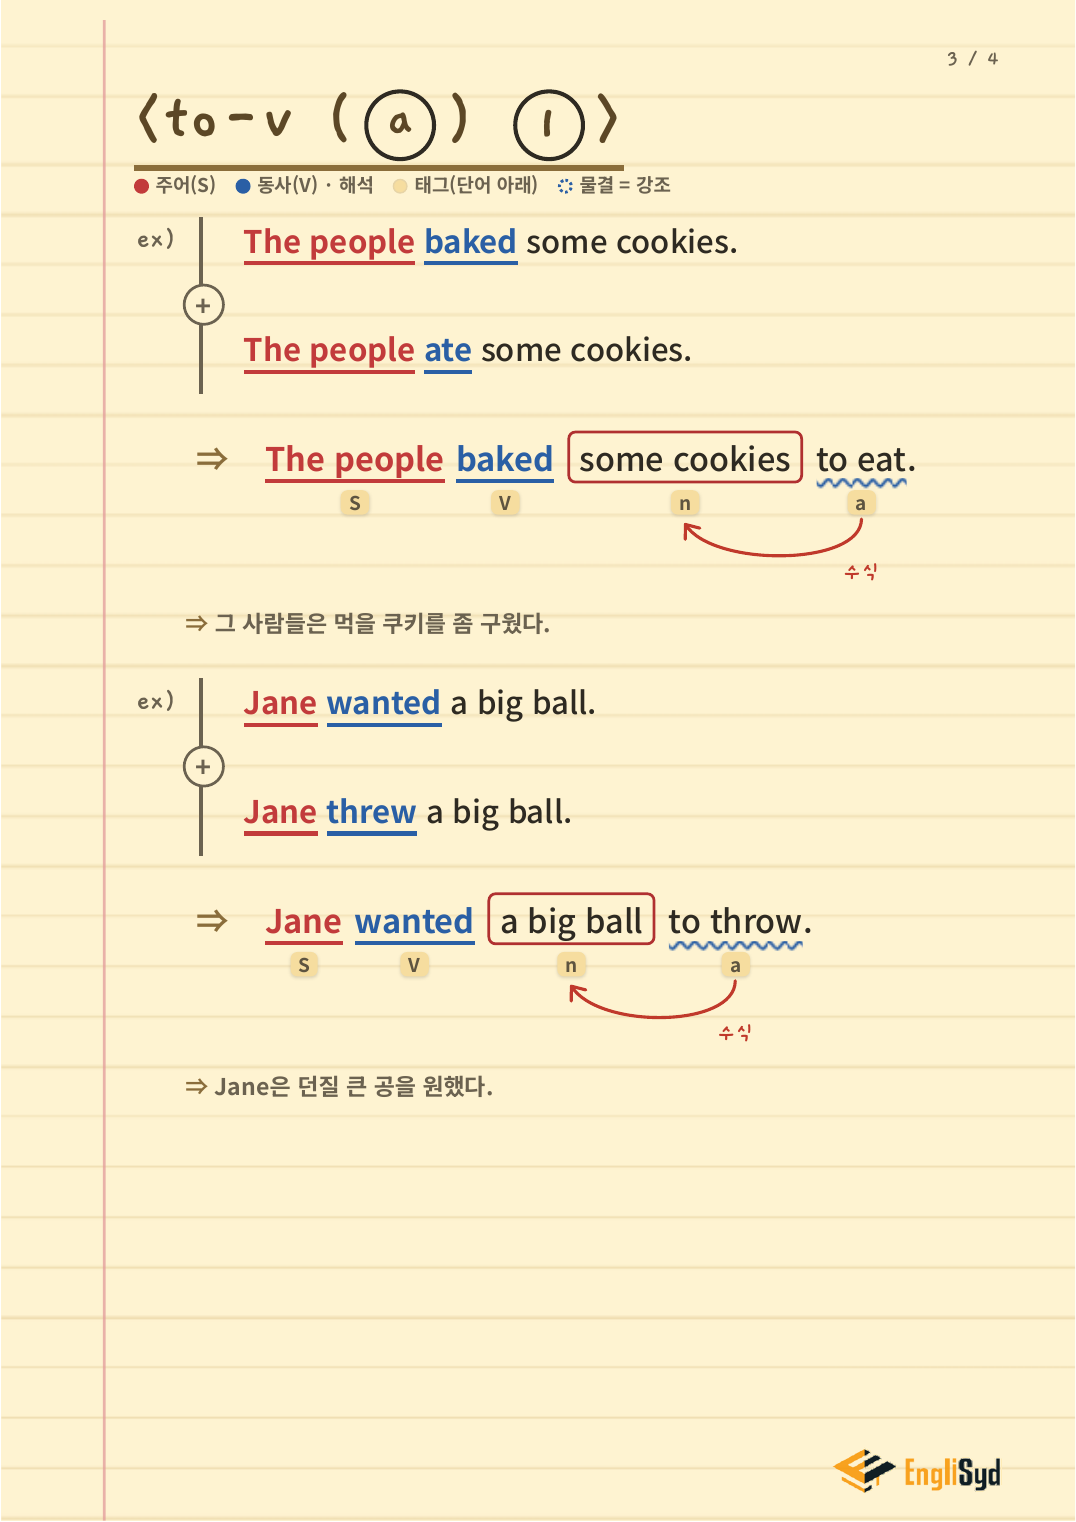 3 / 4
<to-v (a) 1>
주어(S) 동사(V) · 해석 태그(단어 아래) 물결 = 강조
ex) The people baked some cookies.
+
The people ate some cookies.
⇒ The people baked some cookies to eat.
S V n a
수식
⇒ 그 사람들은 먹을 쿠키를 좀 구웠다.
ex) Jane wanted a big ball.
+
Jane threw a big ball.
⇒ Jane wanted a big ball to throw.
S V n a
수식
⇒ Jane은 던질 큰 공을 원했다.
EngliSyd